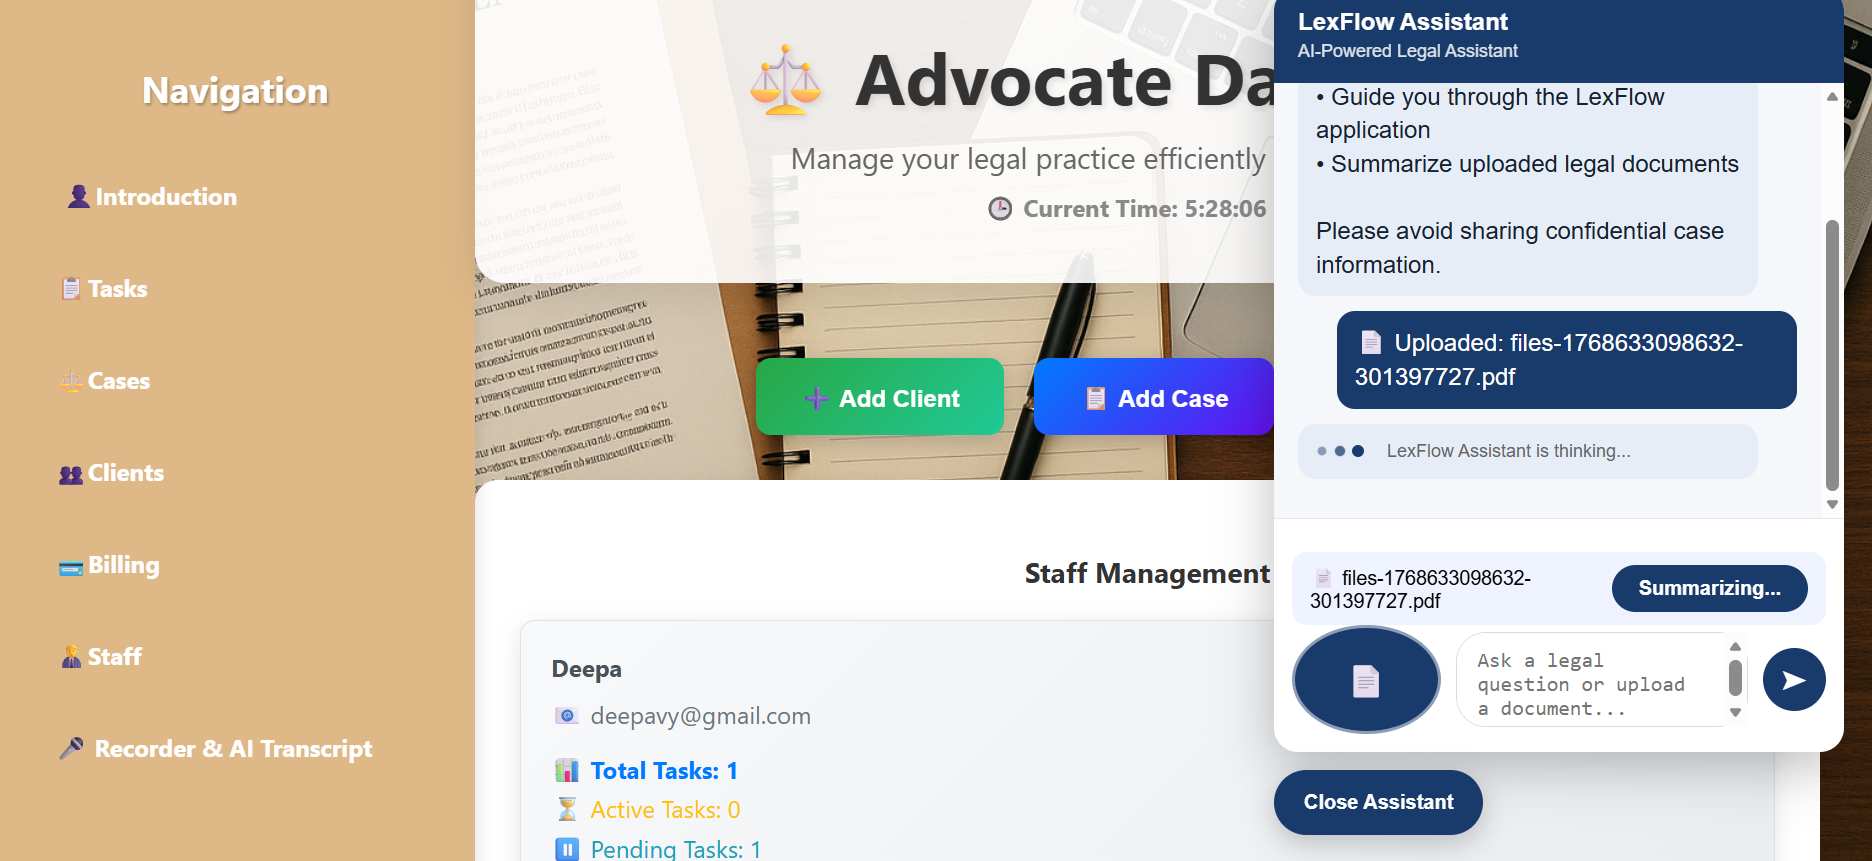 Navigation
Introduction
Tasks
Cases
Clients
Billing
Staff
Recorder & AI Transcript
Advocate Da
Manage your legal practice efficiently
Current Time: 5:28:06
Add Client
Add Case
Staff Management
Deepa
deepavy@gmail.com
Total Tasks: 1
Active Tasks: 0
Pending Tasks: 1
LexFlow Assistant
AI-Powered Legal Assistant
• Guide you through the LexFlow
application
• Summarize uploaded legal documents
Please avoid sharing confidential case
information.
Uploaded: files-1768633098632-
301397727.pdf
LexFlow Assistant is thinking...
files-1768633098632-
301397727.pdf
Summarizing...
Ask a legal
question or upload
a document...
Close Assistant